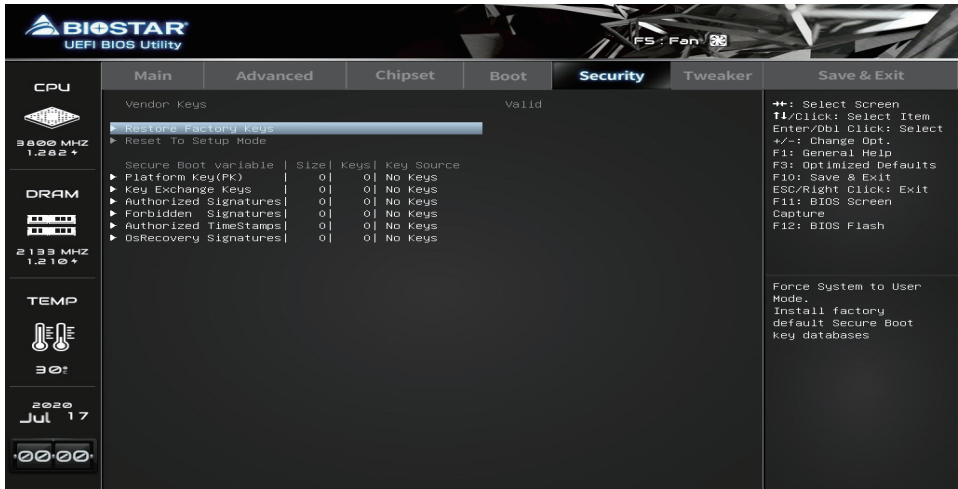 BIOSTAR
UEFI BIOS Utility
F5 : Fan
Main Advanced Chipset Boot Security Tweaker Save & Exit
CPU
3800 MHZ
1.282 v
DRAM
2133 MHZ
1.210 v
TEMP
30℃
2020
Jul 17
00:00
Vendor Keys Valid
▶ Restore Factory Keys
▶ Reset To Setup Mode
Secure Boot variable | Size| Keys| Key Source
▶ Platform Key(PK) | 0| 0| No Keys
▶ Key Exchange Keys | 0| 0| No Keys
▶ Authorized Signatures| 0| 0| No Keys
▶ Forbidden Signatures| 0| 0| No Keys
▶ Authorized TimeStamps| 0| 0| No Keys
▶ OsRecovery Signatures| 0| 0| No Keys
→←: Select Screen
↑↓/Click: Select Item
Enter/Dbl Click: Select
+/-: Change Opt.
F1: General Help
F3: Optimized Defaults
F10: Save & Exit
ESC/Right Click: Exit
F11: BIOS Screen
Capture
F12: BIOS Flash
Force System to User
Mode.
Install factory
default Secure Boot
key databases